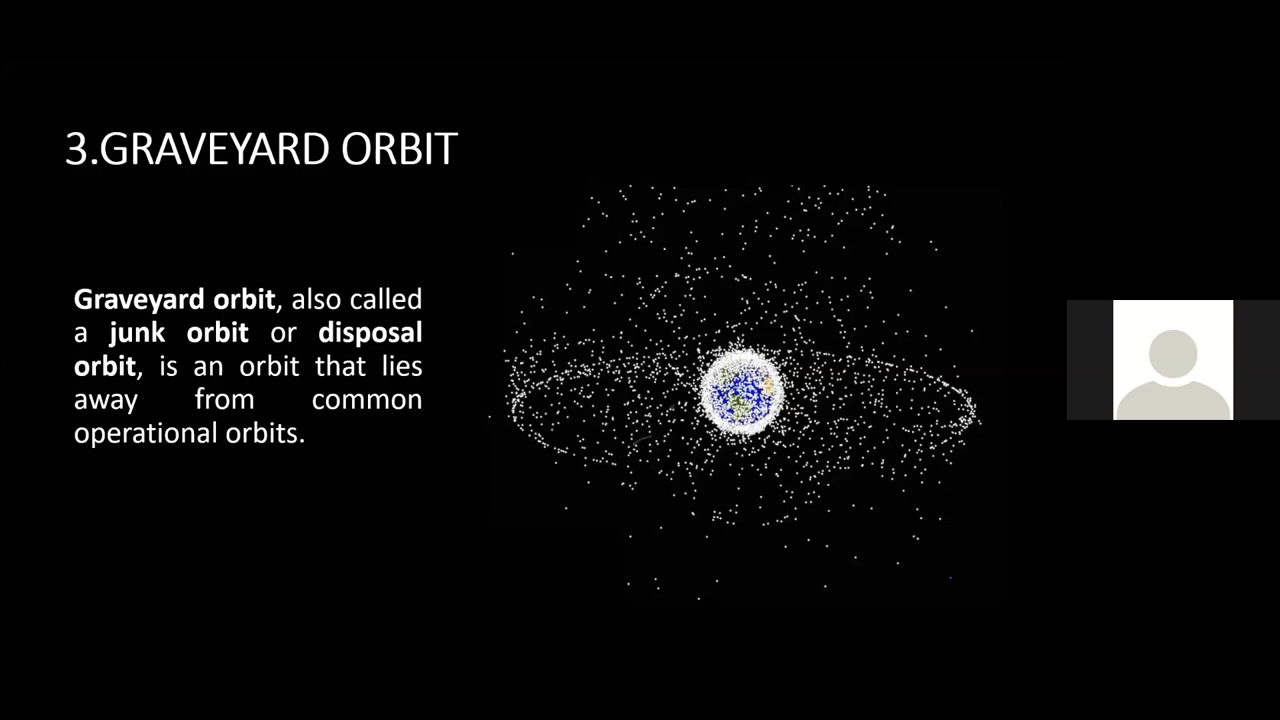 3.GRAVEYARD ORBIT
Graveyard orbit, also called
a junk orbit or disposal
orbit, is an orbit that lies
away from common
operational orbits.